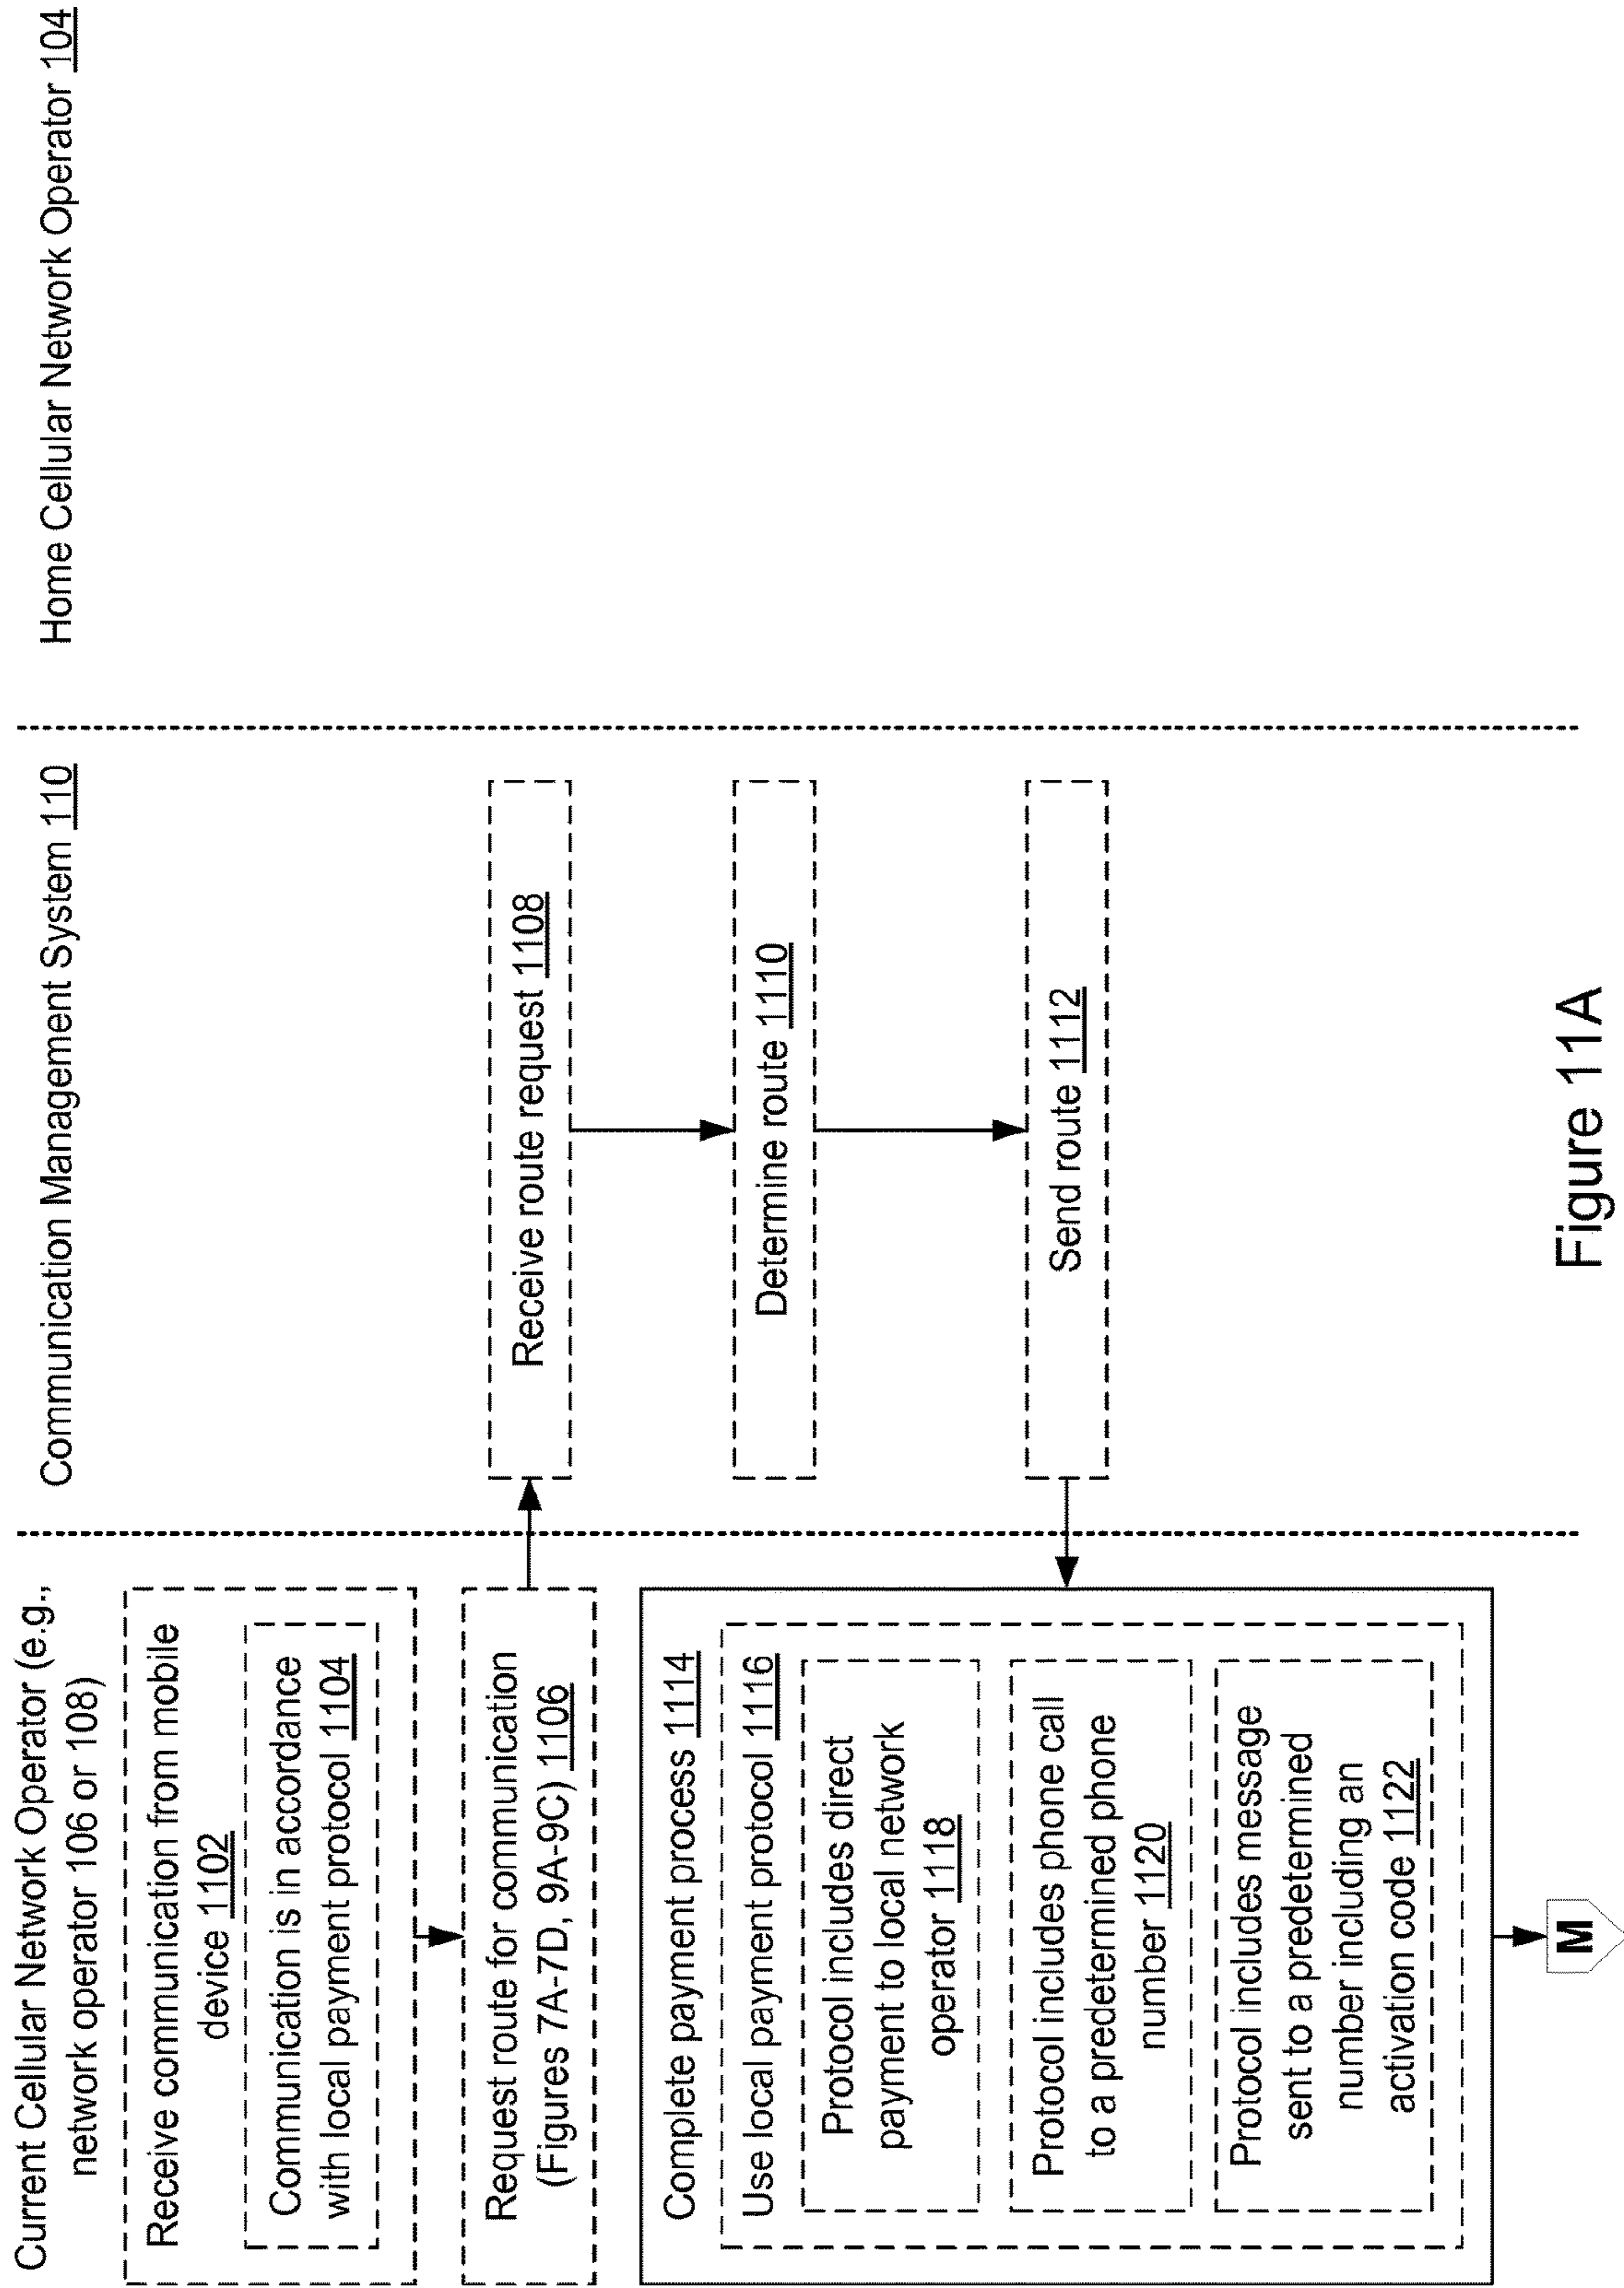 Current Cellular Network Operator (e.g.,
network operator 106 or 108)
Communication Management System 110
Home Cellular Network Operator 104
Receive communication from mobile
device 1102
Communication is in accordance
with local payment protocol 1104
Request route for communication
(Figures 7A-7D, 9A-9C) 1106
Receive route request 1108
Determine route 1110
Send route 1112
Complete payment process 1114
Use local payment protocol 1116
Protocol includes direct
payment to local network
operator 1118
Protocol includes phone call
to a predetermined phone
number 1120
Protocol includes message
sent to a predetermined
number including an
activation code 1122
M
Figure 11A